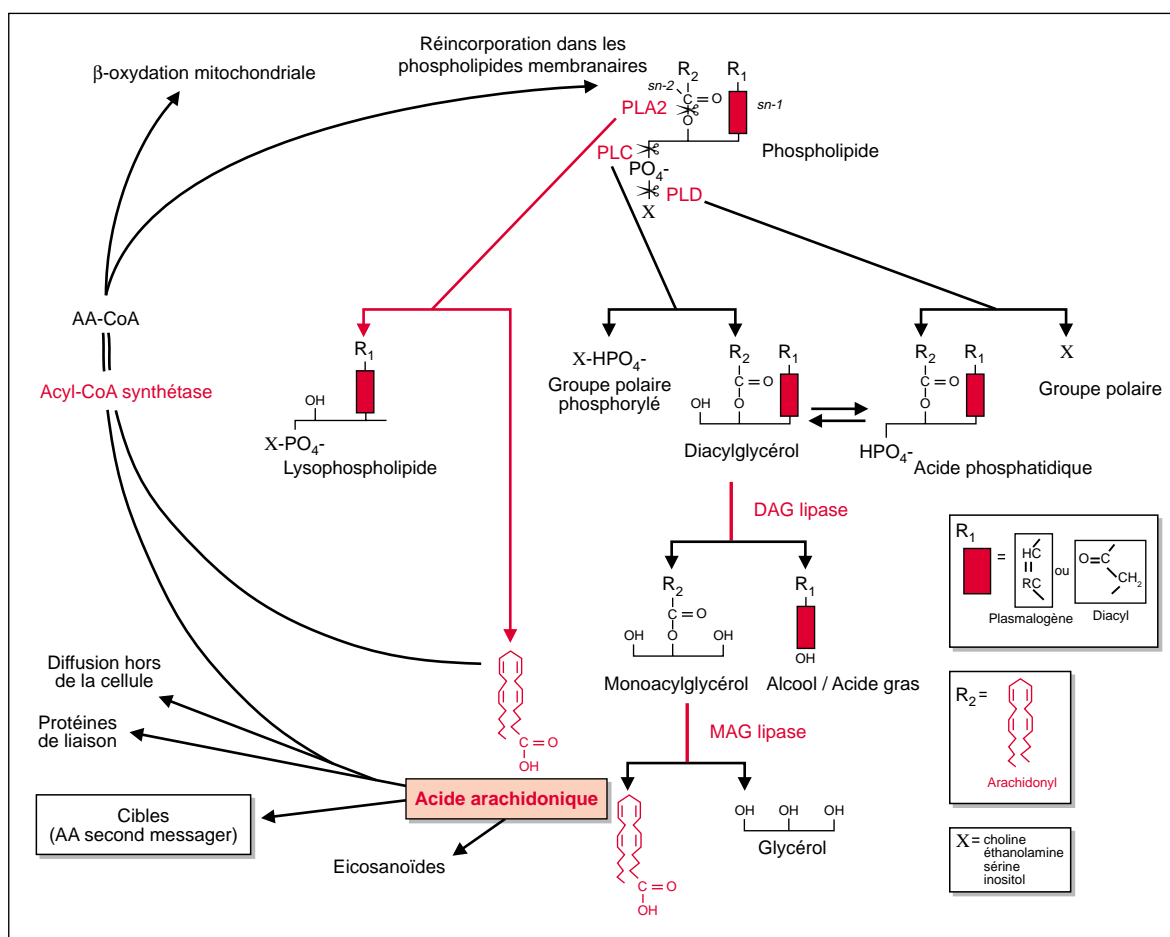 Réincorporation dans les
phospholipides membranaires
β-oxydation mitochondriale
R2
R1
sn-2
sn-1
C=O
O
PLA2
PLC
PO4-
PLD
X
Phospholipide
AA-CoA
Acyl-CoA synthétase
R1
OH
X-PO4-
Lysophospholipide
X-HPO4-
Groupe polaire
phosphorylé
R2
R1
C=O
O
OH
Diacylglycérol
R2
R1
C=O
O
HPO4-
Acide phosphatidique
X
Groupe polaire
DAG lipase
R2
C=O
O
OH
OH
Monoacylglycérol
R1
OH
Alcool / Acide gras
MAG lipase
C=O
OH
Diffusion hors
de la cellule
Protéines
de liaison
Cibles
(AA second messager)
Acide arachidonique
Eicosanoïdes
C=O
OH
OH OH OH
Glycérol
R1
=
HC
RC
ou
O=C
CH2
Plasmalogène
Diacyl
R2=
Arachidonyl
X= choline
éthanolamine
sérine
inositol